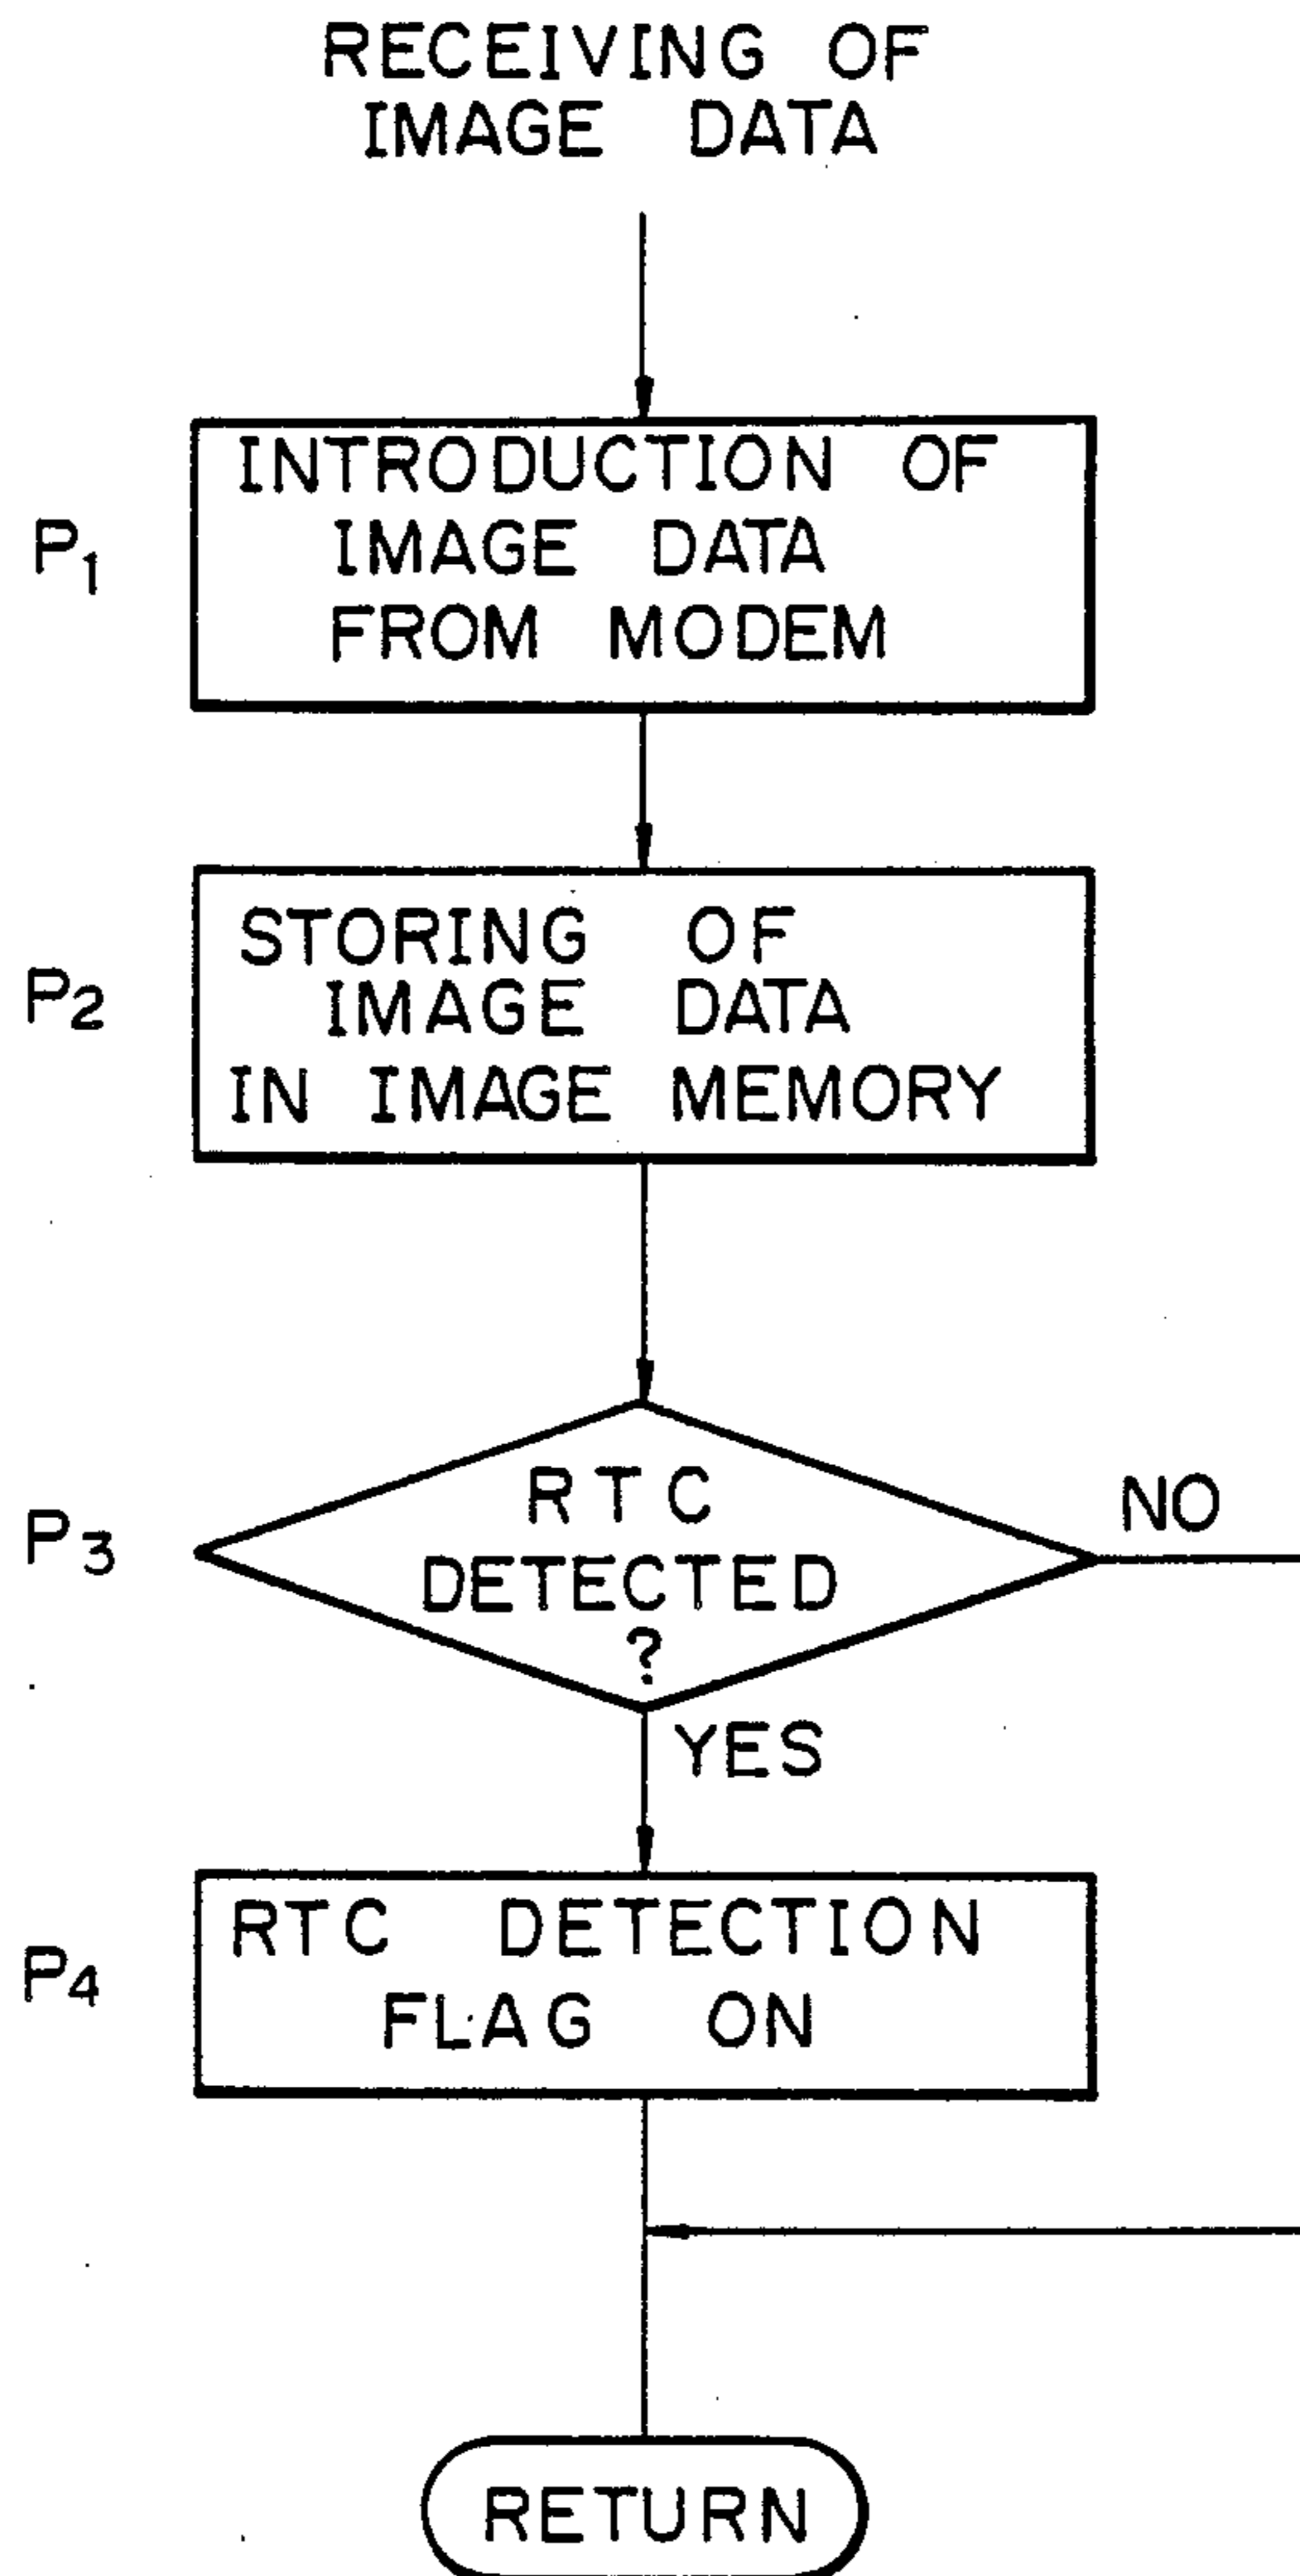 RECEIVING OF
IMAGE DATA
P1
INTRODUCTION OF
IMAGE DATA
FROM MODEM
P2
STORING OF
IMAGE DATA
IN IMAGE MEMORY
P3
RTC
DETECTED
?
NO
YES
P4
RTC DETECTION
FLAG ON
RETURN